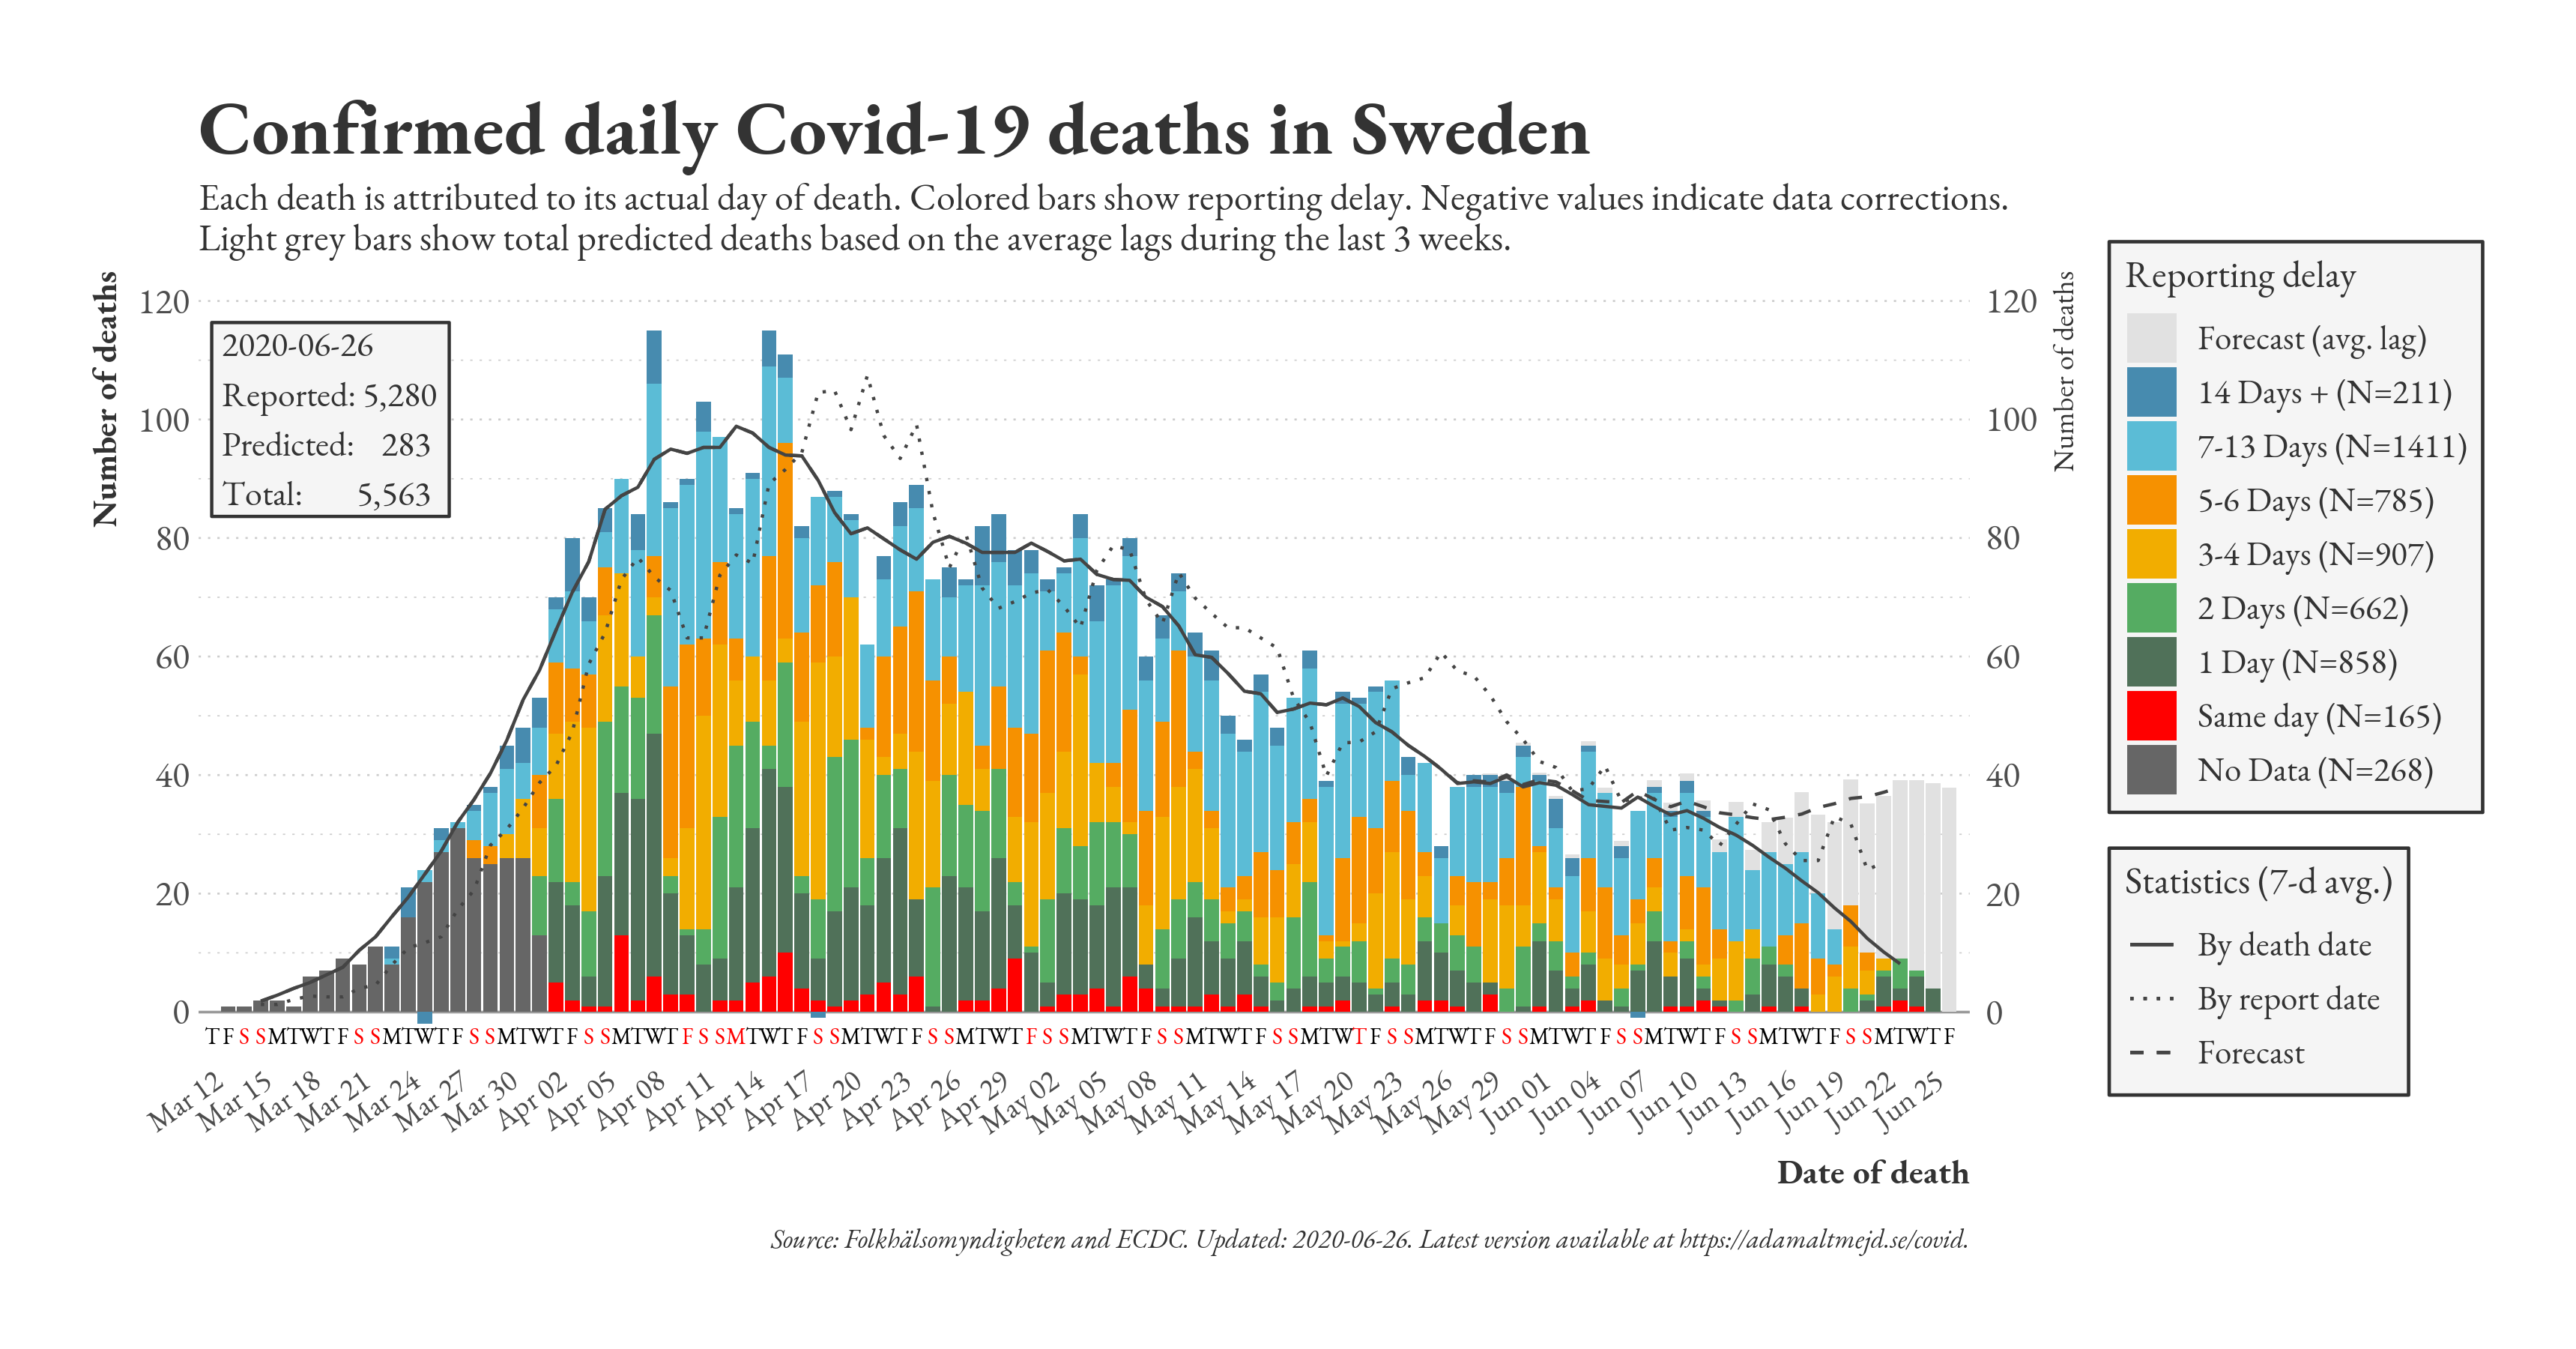 Confirmed daily Covid-19 deaths in Sweden
Each death is attributed to its actual day of death. Colored bars show reporting delay. Negative values indicate data corrections.
Light grey bars show total predicted deaths based on the average lags during the last 3 weeks.
Number of deaths
120
100
80
60
40
20
0
2020-06-26
Reported: 5,280
Predicted: 283
Total: 5,563
120
100
80
60
40
20
0
Number of deaths
T F S S M T W T F S S M T W T F S S M T W T F S S M T W T F S S M T W T F S S M T W T F S S M T W T F S S M T W T F S S M T W T F S S M T W T F S S M T W T F S S M T W T F S S M T W T F S S M T W T F S S M T W T F
Mar 12
Mar 15
Mar 18
Mar 21
Mar 24
Mar 27
Mar 30
Apr 02
Apr 05
Apr 08
Apr 11
Apr 14
Apr 17
Apr 20
Apr 23
Apr 26
Apr 29
May 02
May 05
May 08
May 11
May 14
May 17
May 20
May 23
May 26
May 29
Jun 01
Jun 04
Jun 07
Jun 10
Jun 13
Jun 16
Jun 19
Jun 22
Jun 25
Date of death
Reporting delay
Forecast (avg. lag)
14 Days + (N=211)
7-13 Days (N=1411)
5-6 Days (N=785)
3-4 Days (N=907)
2 Days (N=662)
1 Day (N=858)
Same day (N=165)
No Data (N=268)
Statistics (7-d avg.)
By death date
By report date
Forecast
Source: Folkhälsomyndigheten and ECDC. Updated: 2020-06-26. Latest version available at https://adamaltmejd.se/covid.